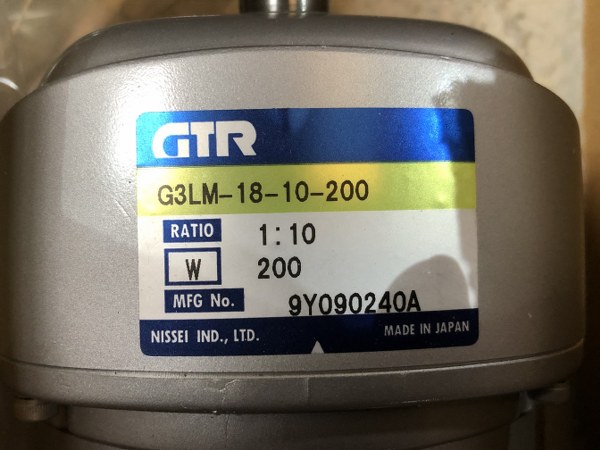 GTR
G3LM-18-10-200
RATIO 1:10
W 200
MFG No. 9Y090240A
NISSEI IND., LTD. MADE IN JAPAN